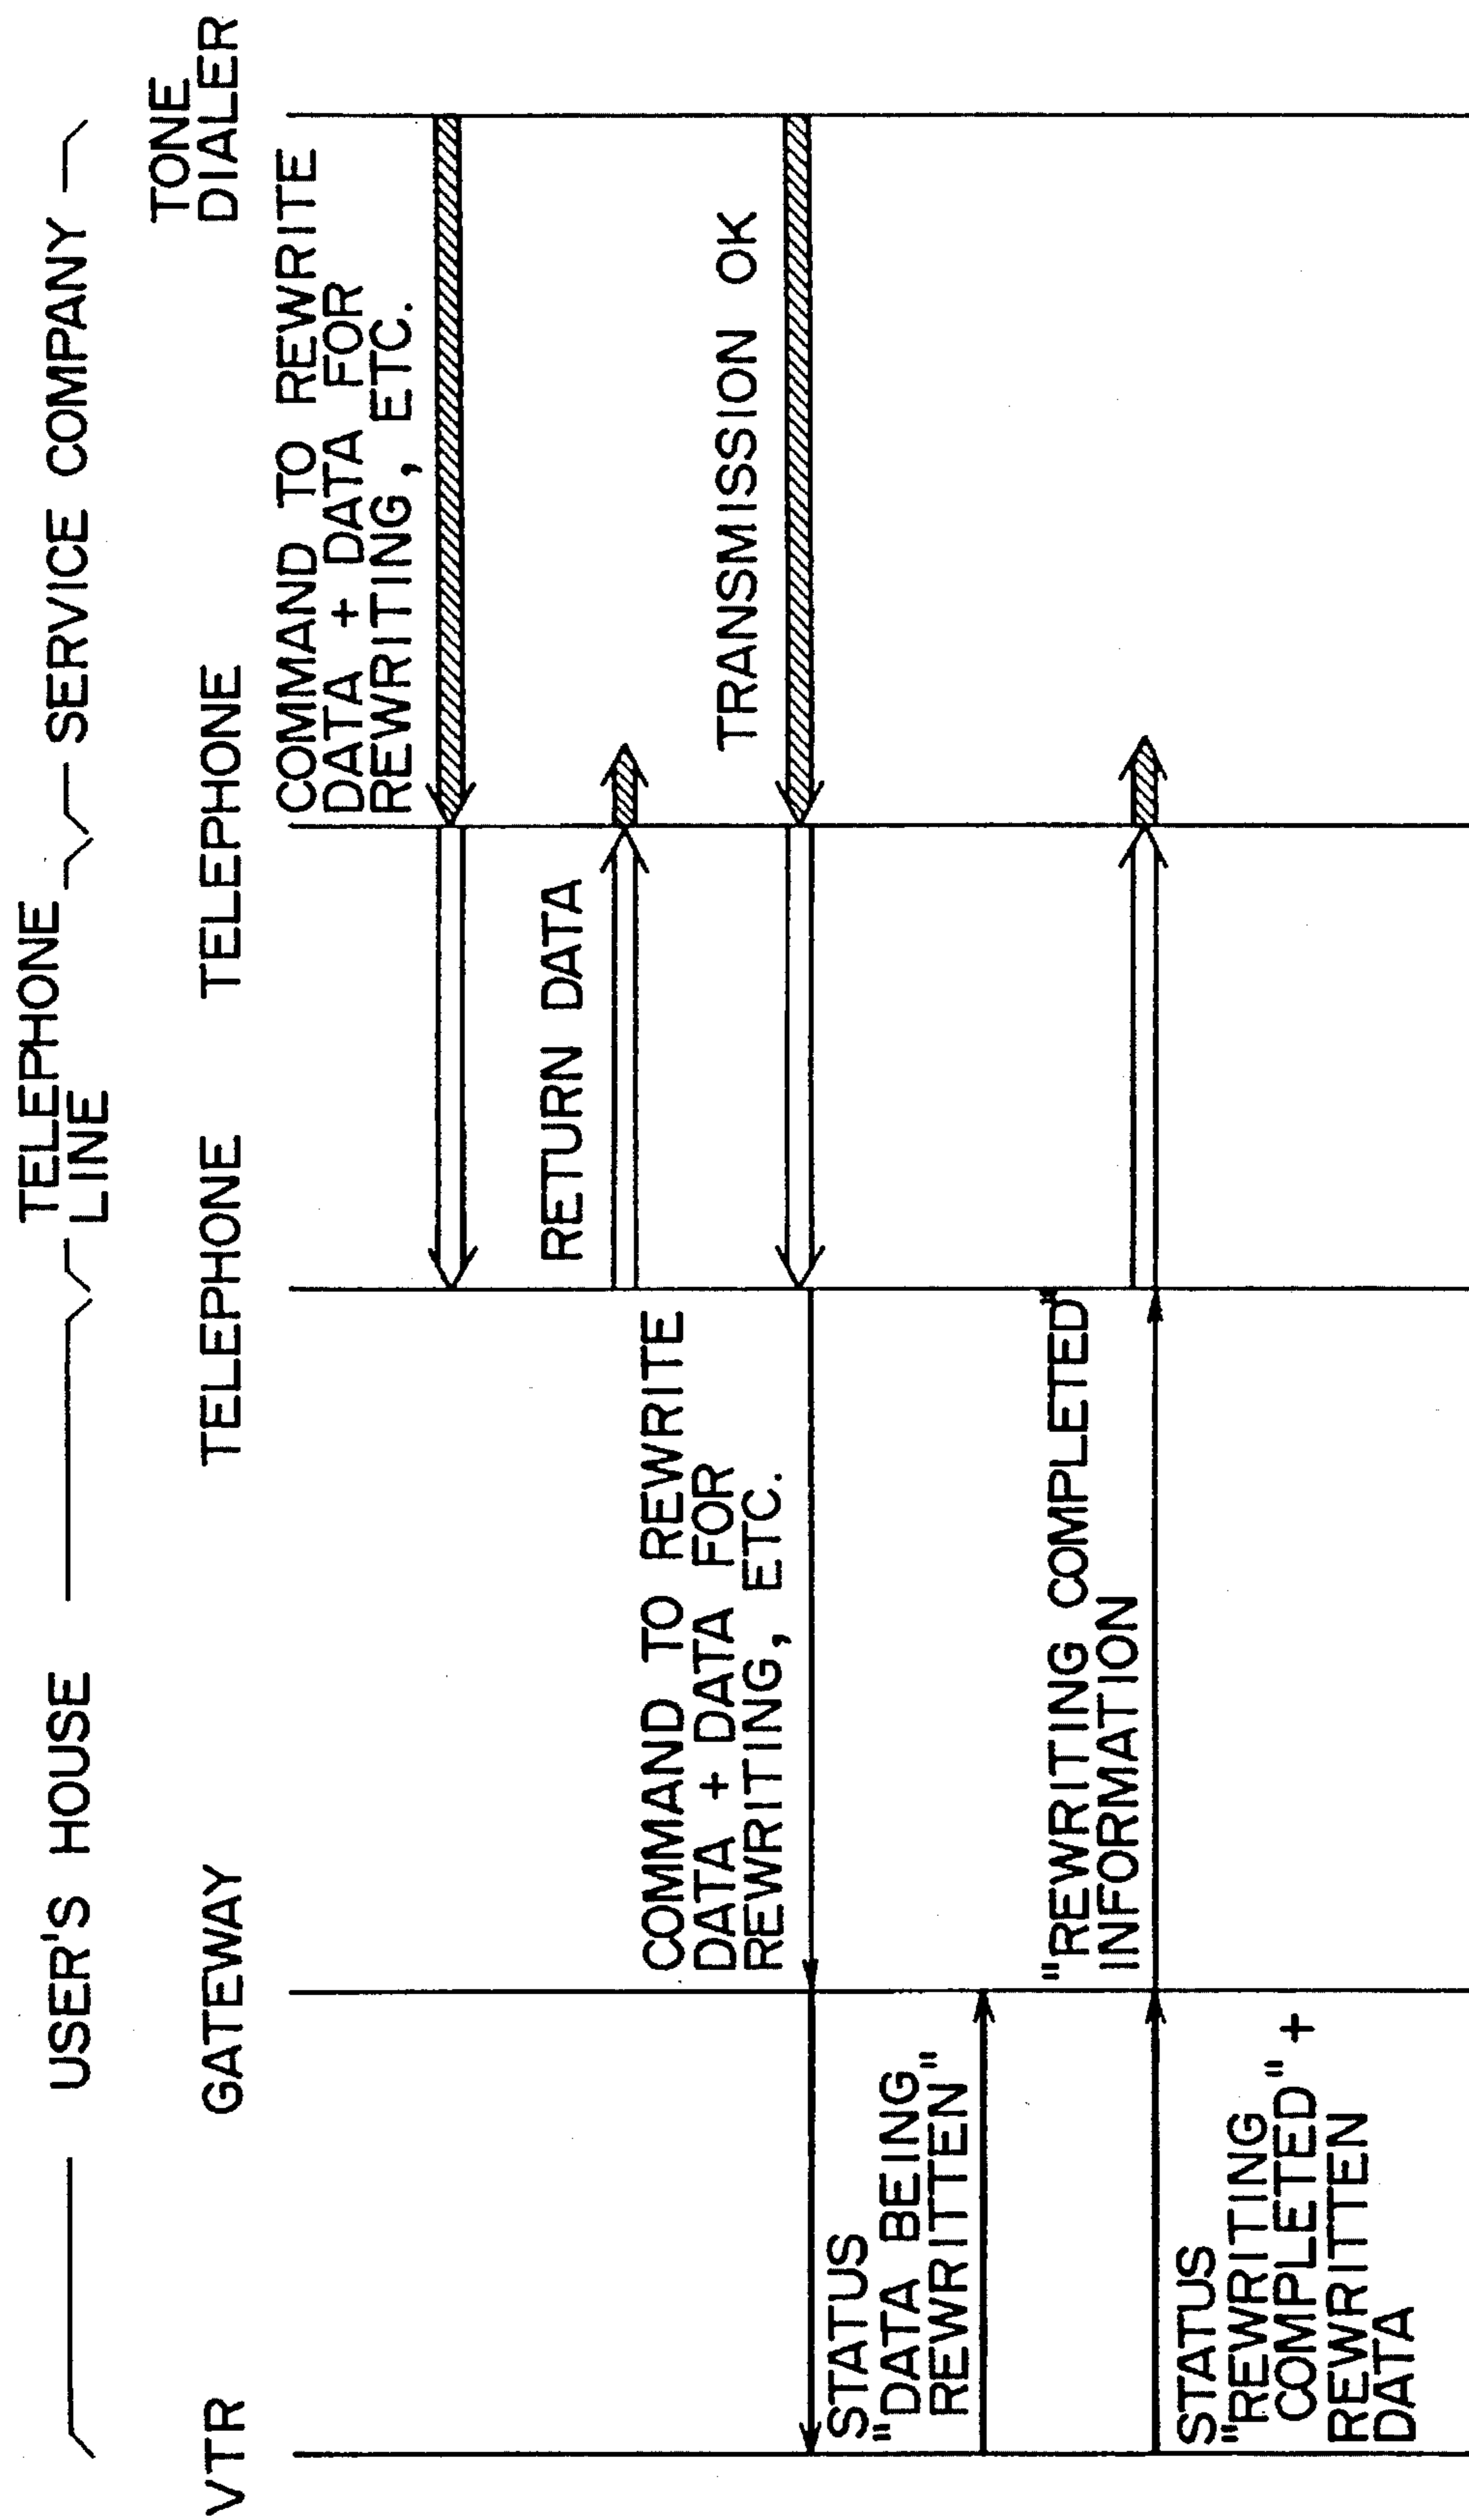 USER'S HOUSE
TELEPHONE
LINE
SERVICE COMPANY
VTR
GATEWAY
TELEPHONE
TELEPHONE
TONE
DIALER
COMMAND TO REWRITE
DATA + DATA FOR
REWRITING, ETC.
RETURN DATA
TRANSMISSION OK
COMMAND TO REWRITE
DATA + DATA FOR
REWRITING, ETC.
STATUS
"DATA BEING
REWRITTEN"
"REWRITING COMPLETED"
INFORMATION
STATUS
"REWRITING
COMPLETED" +
REWRITTEN
DATA